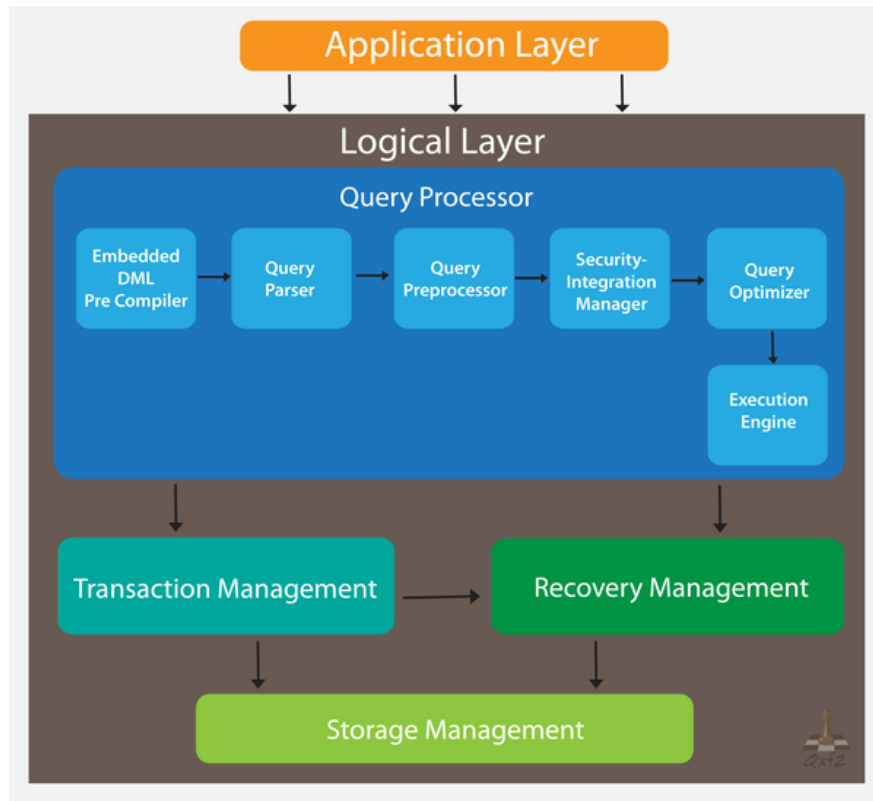 Application Layer
Logical Layer
Query Processor
Embedded
DML
Pre Compiler
Query
Parser
Query
Preprocessor
Security-
Integration
Manager
Query
Optimizer
Execution
Engine
Transaction Management
Recovery Management
Storage Management
Qxf2